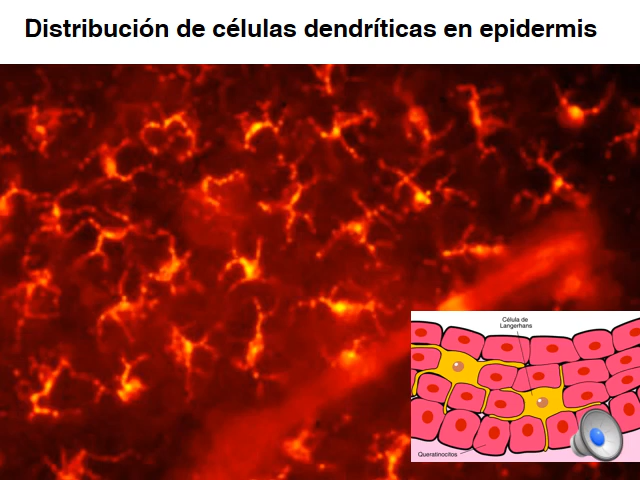 Distribución de células dendríticas en epidermis
Célula de
Langerhans
Queratinocitos